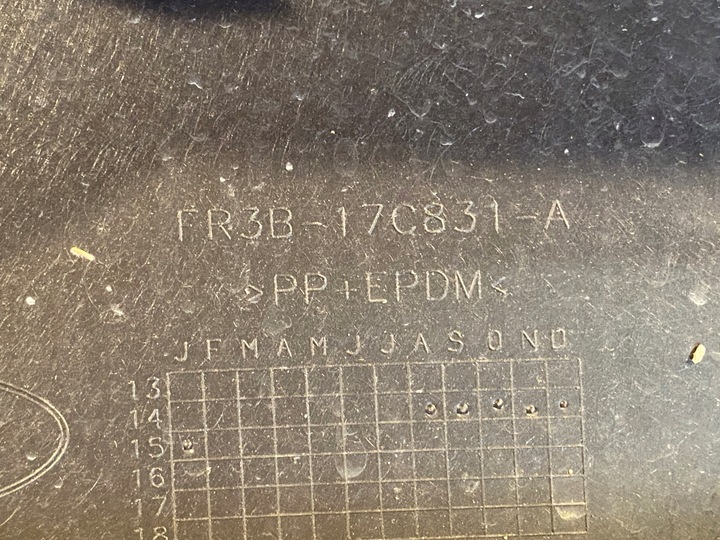 FR3B-17C831-A
>PP+EPDM<
J F M A M J J A S O N D
13
14
15
16
17
18